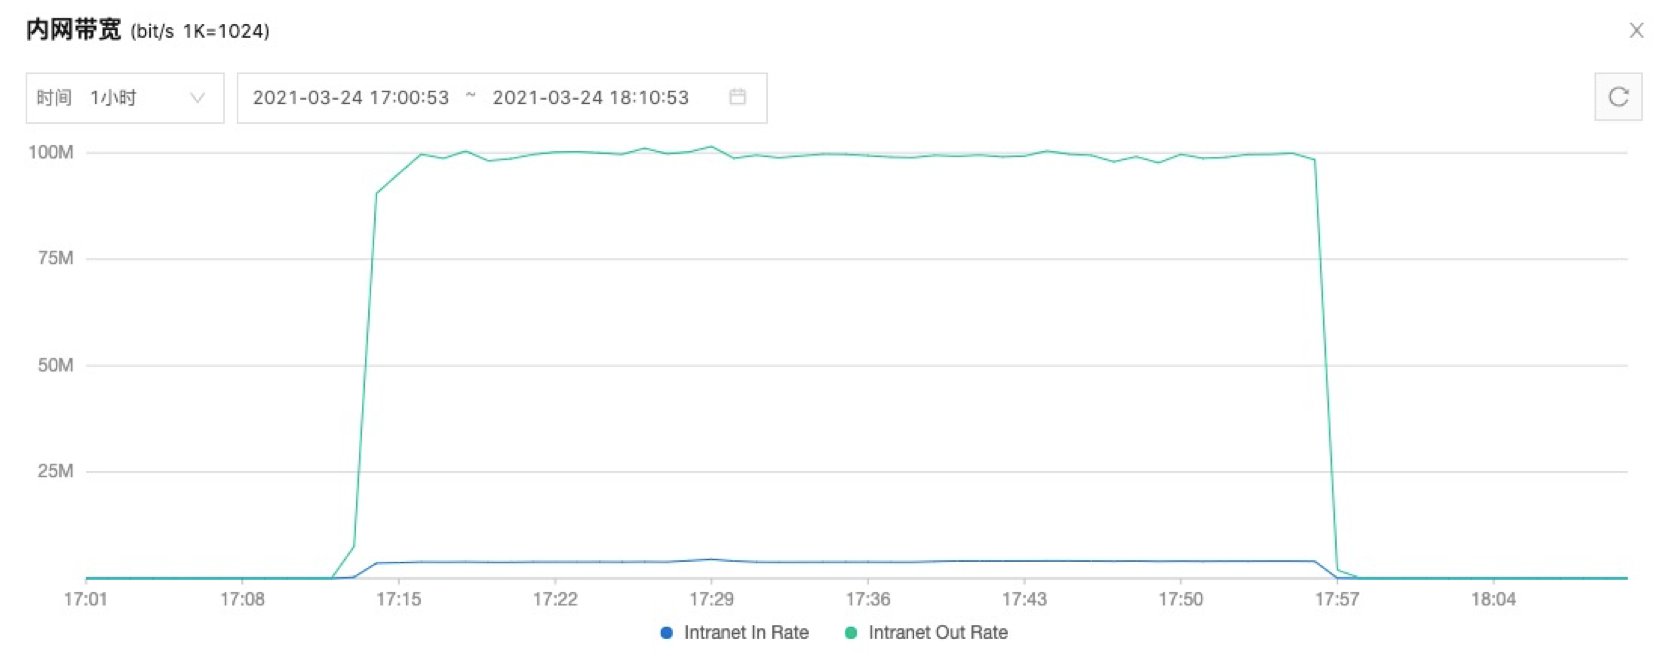 内网带宽 (bit/s 1K=1024)
时间 1小时 2021-03-24 17:00:53 ~ 2021-03-24 18:10:53
100M
75M
50M
25M
17:01 17:08 17:15 17:22 17:29 17:36 17:43 17:50 17:57 18:04
Intranet In Rate Intranet Out Rate